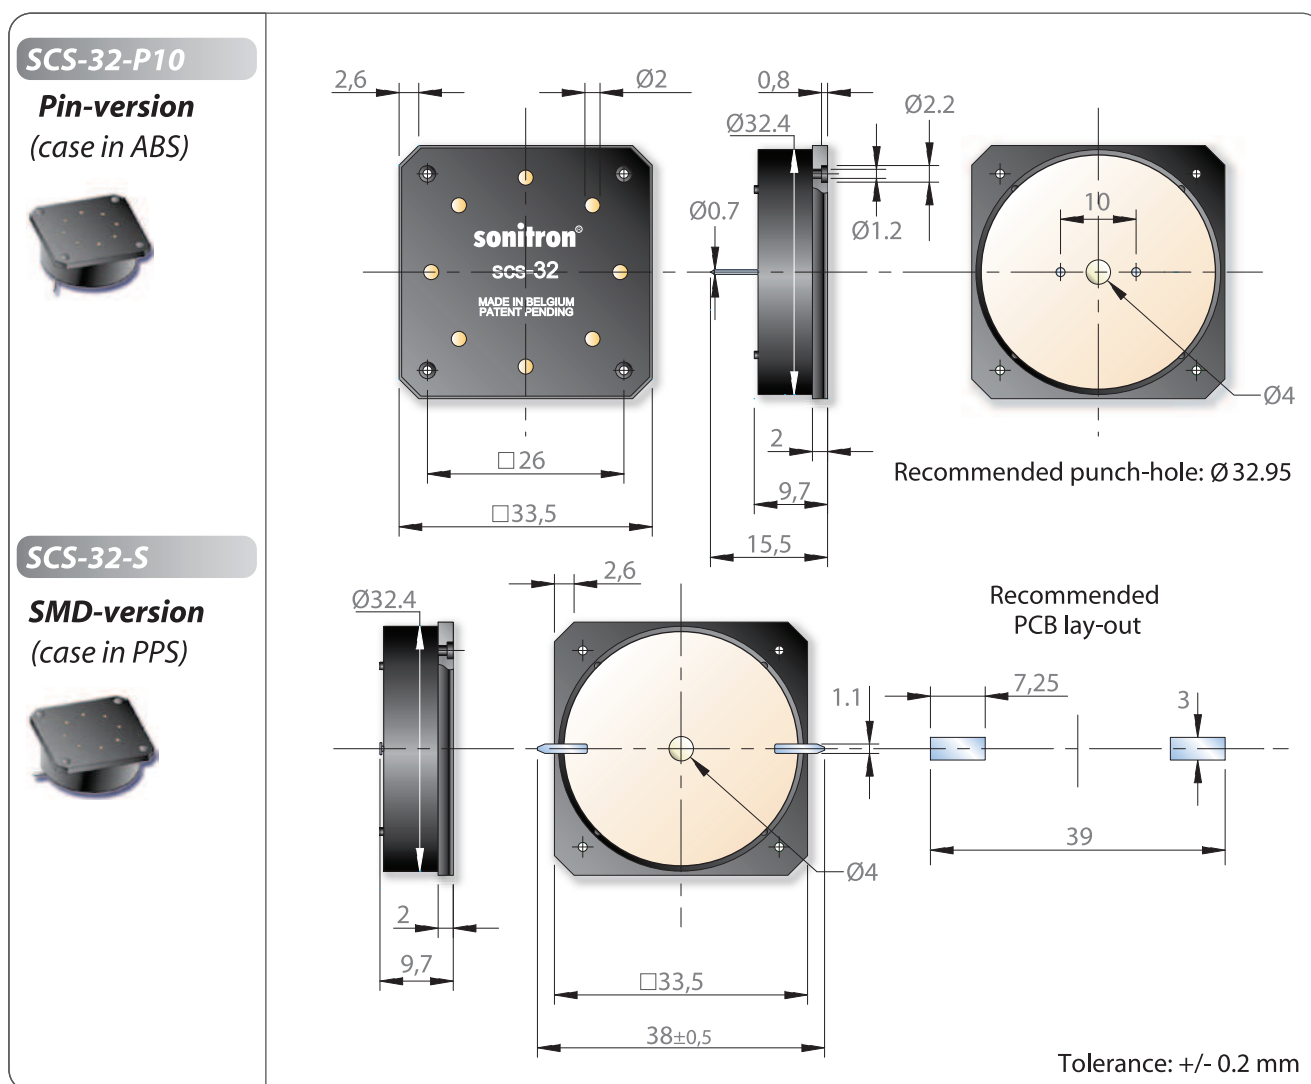 SCS-32-P10
Pin-version
(case in ABS)
2,6
Ø2
0,8
Ø2.2
Ø32.4
Ø0.7
Ø1.2
10
sonitron®
scs-32
MADE IN BELGIUM
PATENT PENDING
Ø4
2
□26
Recommended punch-hole: Ø 32.95
9,7
□33,5
15,5
SCS-32-S
SMD-version
(case in PPS)
Ø32.4
2,6
Recommended
PCB lay-out
1.1
7,25
3
39
Ø4
2
9,7
□33,5
38±0,5
Tolerance: +/- 0.2 mm